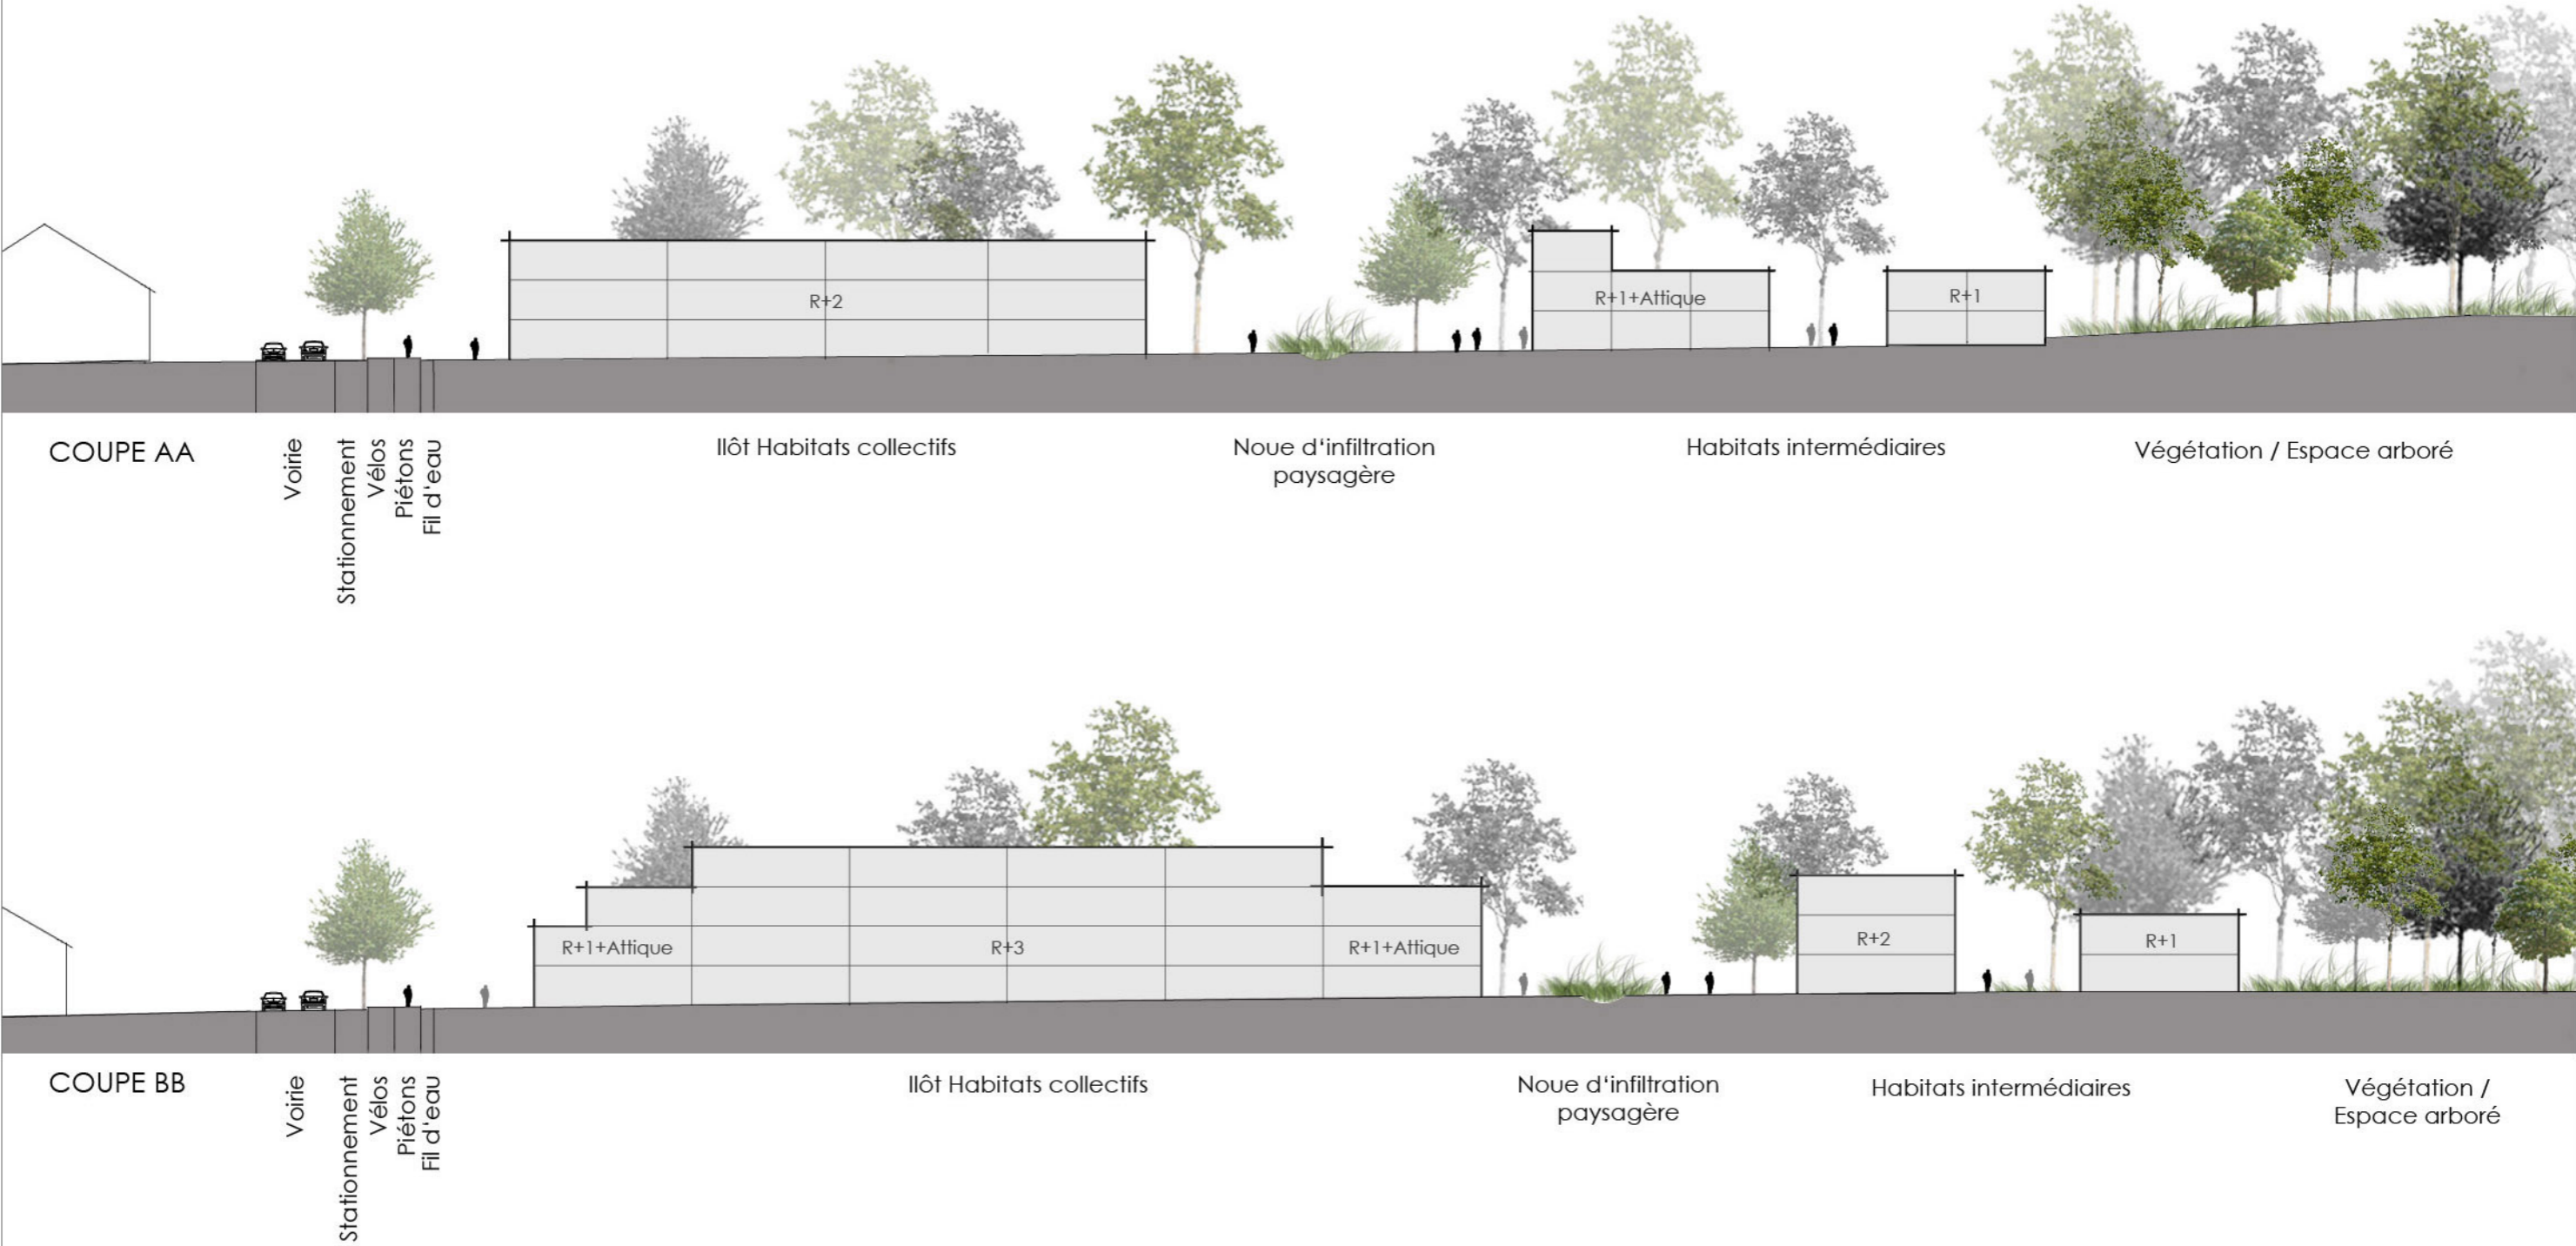 R+2
R+1+Attique
R+1
COUPE AA
Voirie
Stationnement
Vélos
Piétons
Fil d'eau
Ilôt Habitats collectifs
Noue d'infiltration
paysagère
Habitats intermédiaires
Végétation / Espace arboré
R+1+Attique
R+3
R+1+Attique
R+2
R+1
COUPE BB
Voirie
Stationnement
Vélos
Piétons
Fil d'eau
Ilôt Habitats collectifs
Noue d'infiltration
paysagère
Habitats intermédiaires
Végétation /
Espace arboré